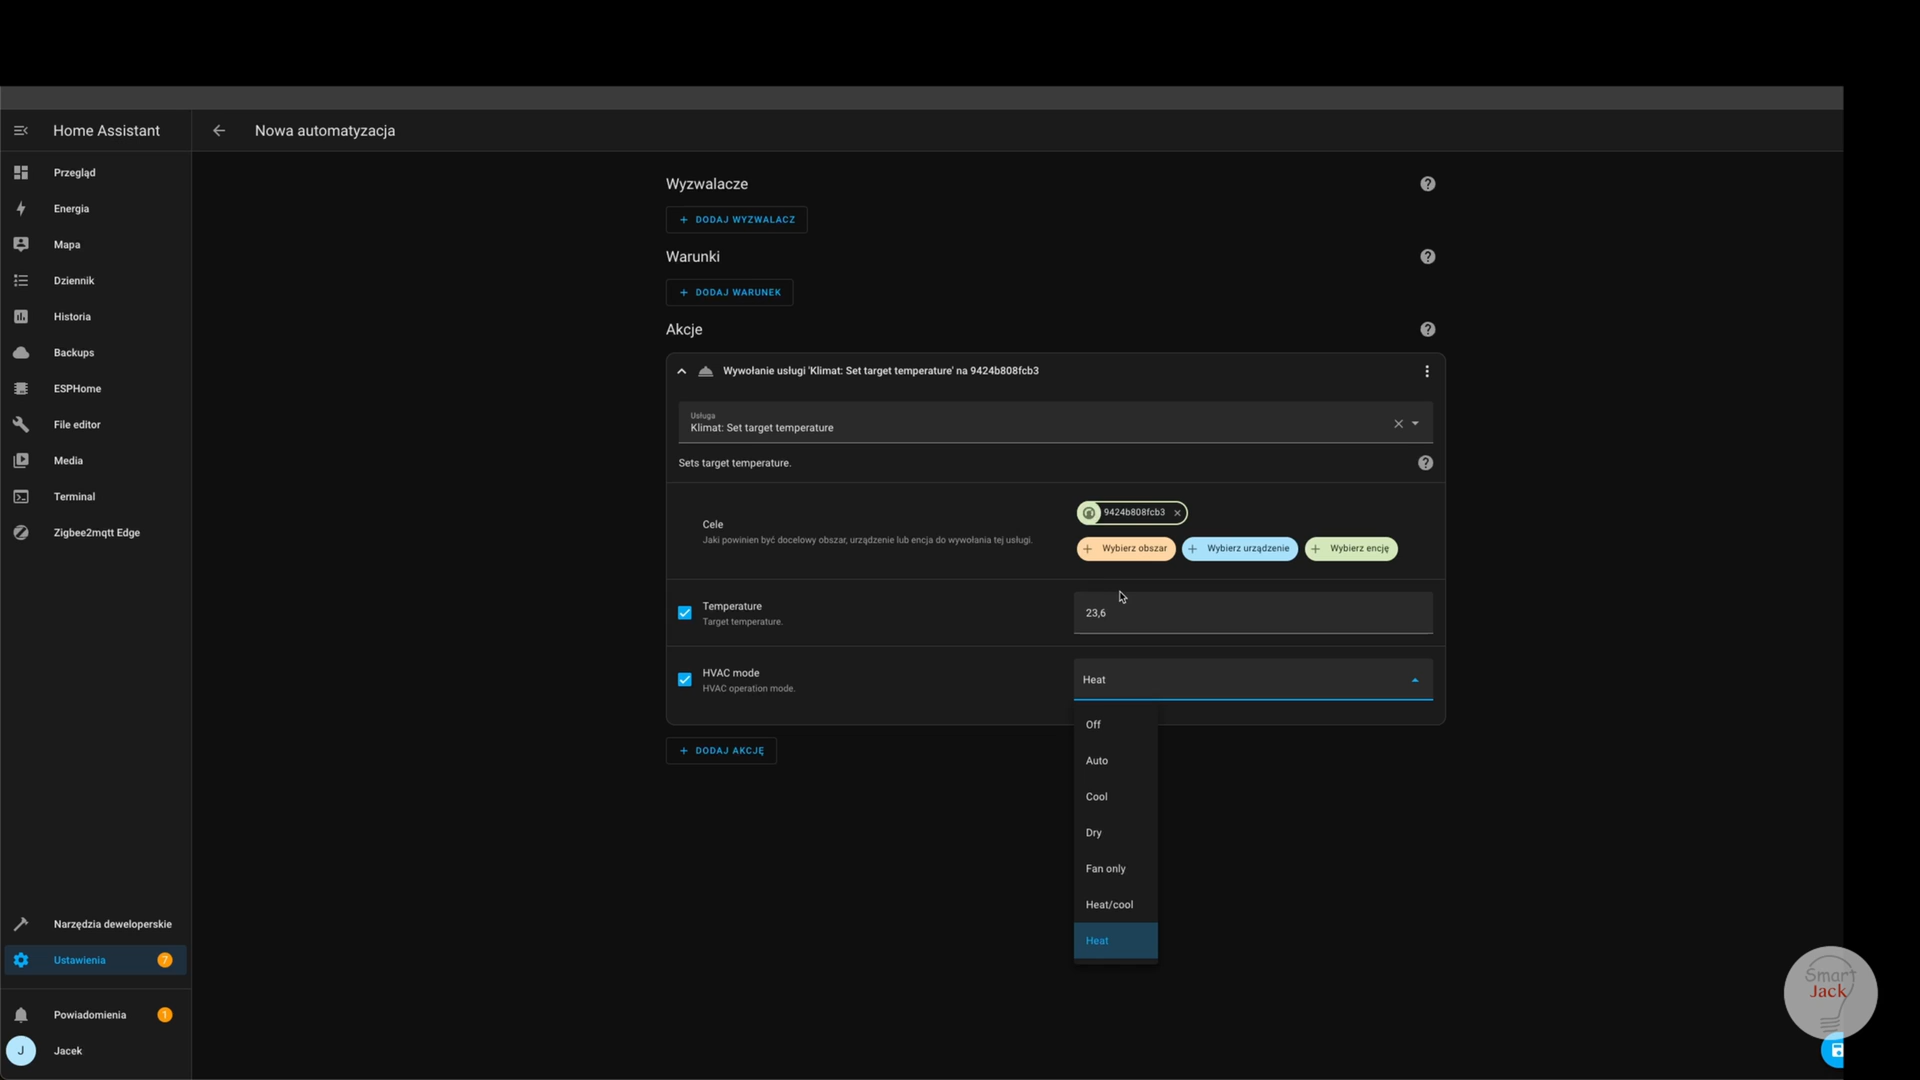 Home Assistant
Nowa automatyzacja
Przegląd
Energia
Mapa
Dziennik
Historia
Backups
ESPHome
File editor
Media
Terminal
Zigbee2mqtt Edge
Narzędzia deweloperskie
Ustawienia 7
Powiadomienia 1
J Jacek
Wyzwalacze
+ DODAJ WYZWALACZ
Warunki
+ DODAJ WARUNEK
Akcje
Wywołanie usługi 'Klimat: Set target temperature' na 9424b808fcb3
Usługa
Klimat: Set target temperature
Sets target temperature.
Cele
Jaki powinien być docelowy obszar, urządzenie lub encja do wywołania tej usługi.
9424b808fcb3
+ Wybierz obszar + Wybierz urządzenie + Wybierz encję
Temperature
Target temperature.
23,6
HVAC mode
HVAC operation mode.
Heat
Off
Auto
Cool
Dry
Fan only
Heat/cool
Heat
+ DODAJ AKCJĘ
Smart
Jack